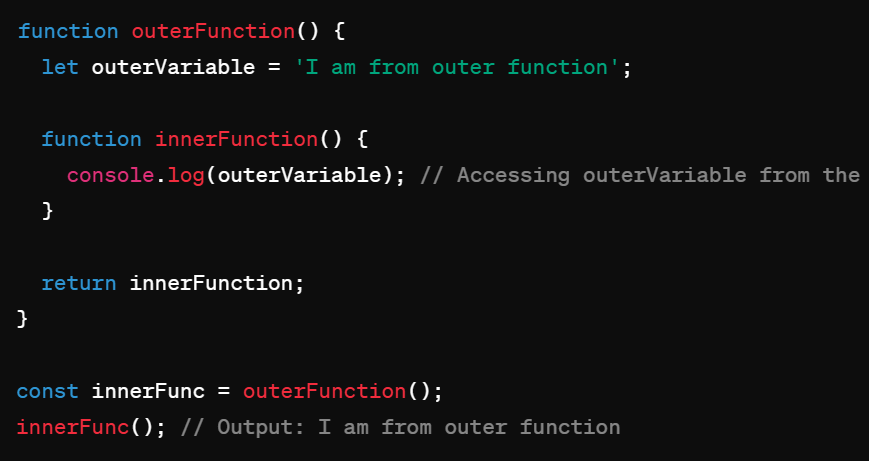 function outerFunction() {
let outerVariable = 'I am from outer function';
function innerFunction() {
console.log(outerVariable); // Accessing outerVariable from the
}
return innerFunction;
}
const innerFunc = outerFunction();
innerFunc(); // Output: I am from outer function